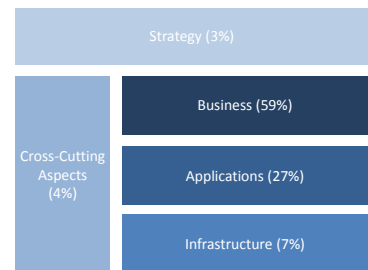 Strategy (3%)
Business (59%)
Cross-Cutting
Aspects
(4%)
Applications (27%)
Infrastructure (7%)